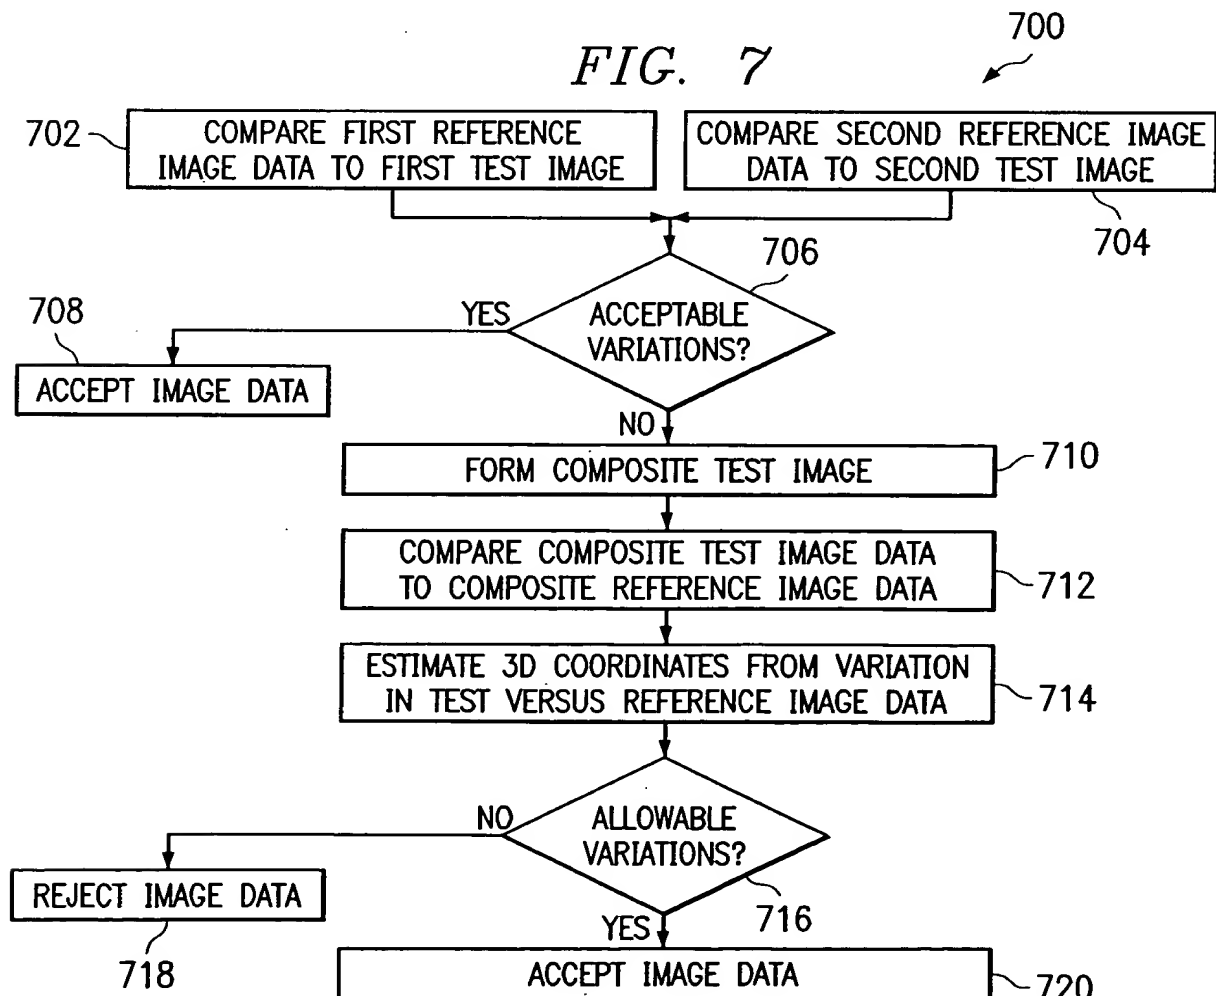 700
FIG. 7
702
COMPARE FIRST REFERENCE
IMAGE DATA TO FIRST TEST IMAGE
COMPARE SECOND REFERENCE IMAGE
DATA TO SECOND TEST IMAGE
704
706
708
YES
ACCEPTABLE
VARIATIONS?
ACCEPT IMAGE DATA
NO
FORM COMPOSITE TEST IMAGE
710
COMPARE COMPOSITE TEST IMAGE DATA
TO COMPOSITE REFERENCE IMAGE DATA
712
ESTIMATE 3D COORDINATES FROM VARIATION
IN TEST VERSUS REFERENCE IMAGE DATA
714
NO
ALLOWABLE
VARIATIONS?
REJECT IMAGE DATA
716
YES
718
ACCEPT IMAGE DATA
720